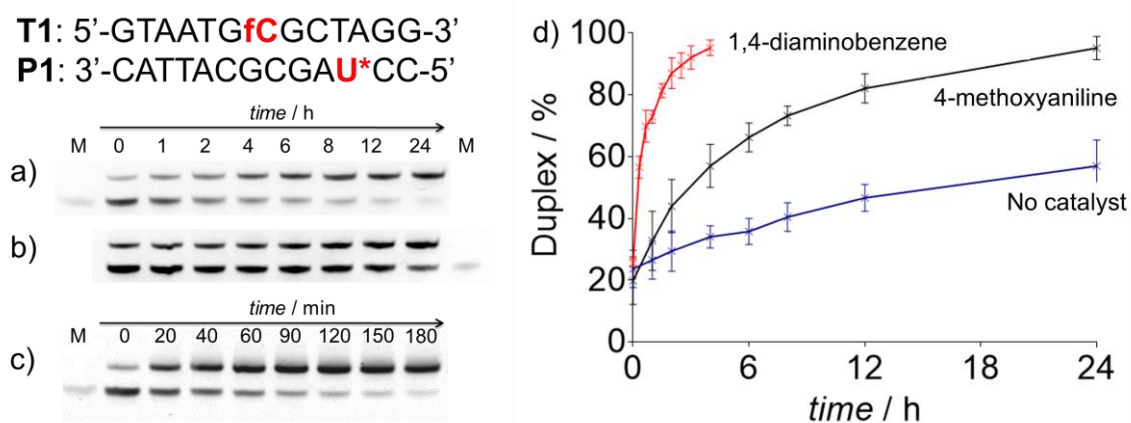 T1: 5’-GTAATGfCGCTAGG-3’
P1: 3’-CATTACGCGAU*CC-5’
time / h
M 0 1 2 4 6 8 12 24 M
a)
b)
time / min
M 0 20 40 60 90 120 150 180
c)
d)
Duplex / %
100
80
60
40
20
0
1,4-diaminobenzene
4-methoxyaniline
No catalyst
0 6 12 18 24
time / h